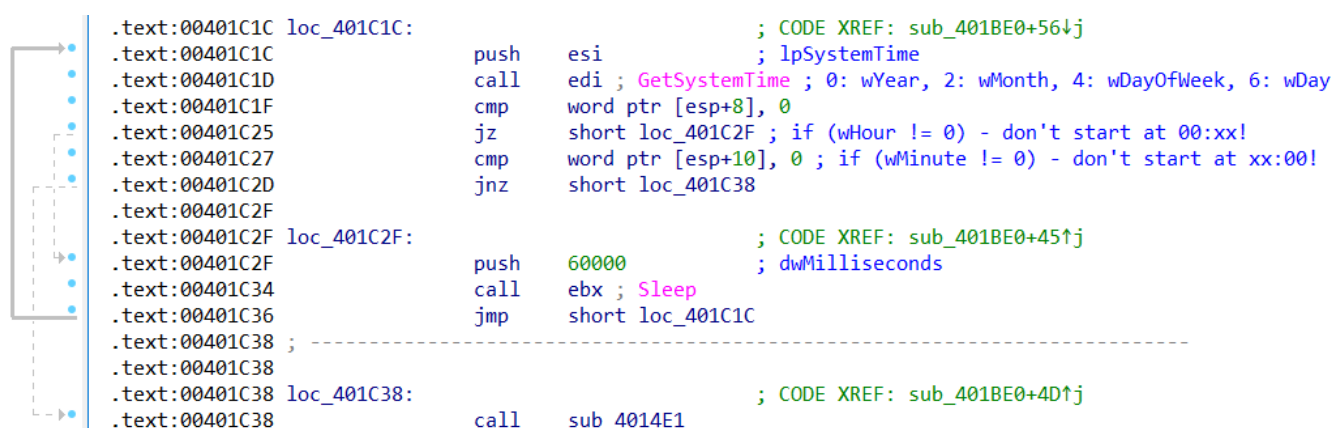 .text:00401C1C loc_401C1C: ; CODE XREF: sub_401BE0+56↓j
.text:00401C1C push esi ; lpSystemTime
.text:00401C1D call edi ; GetSystemTime ; 0: wYear, 2: wMonth, 4: wDayOfWeek, 6: wDay
.text:00401C1F cmp word ptr [esp+8], 0
.text:00401C25 jz short loc_401C2F ; if (wHour != 0) - don't start at 00:xx!
.text:00401C27 cmp word ptr [esp+10], 0 ; if (wMinute != 0) - don't start at xx:00!
.text:00401C2D jnz short loc_401C38
.text:00401C2F
.text:00401C2F loc_401C2F: ; CODE XREF: sub_401BE0+45↑j
.text:00401C2F push 60000 ; dwMilliseconds
.text:00401C34 call ebx ; Sleep
.text:00401C36 jmp short loc_401C1C
.text:00401C38 ; ---------------------------------------------------------------------------
.text:00401C38
.text:00401C38 loc_401C38: ; CODE XREF: sub_401BE0+4D↑j
.text:00401C38 call sub 4014E1